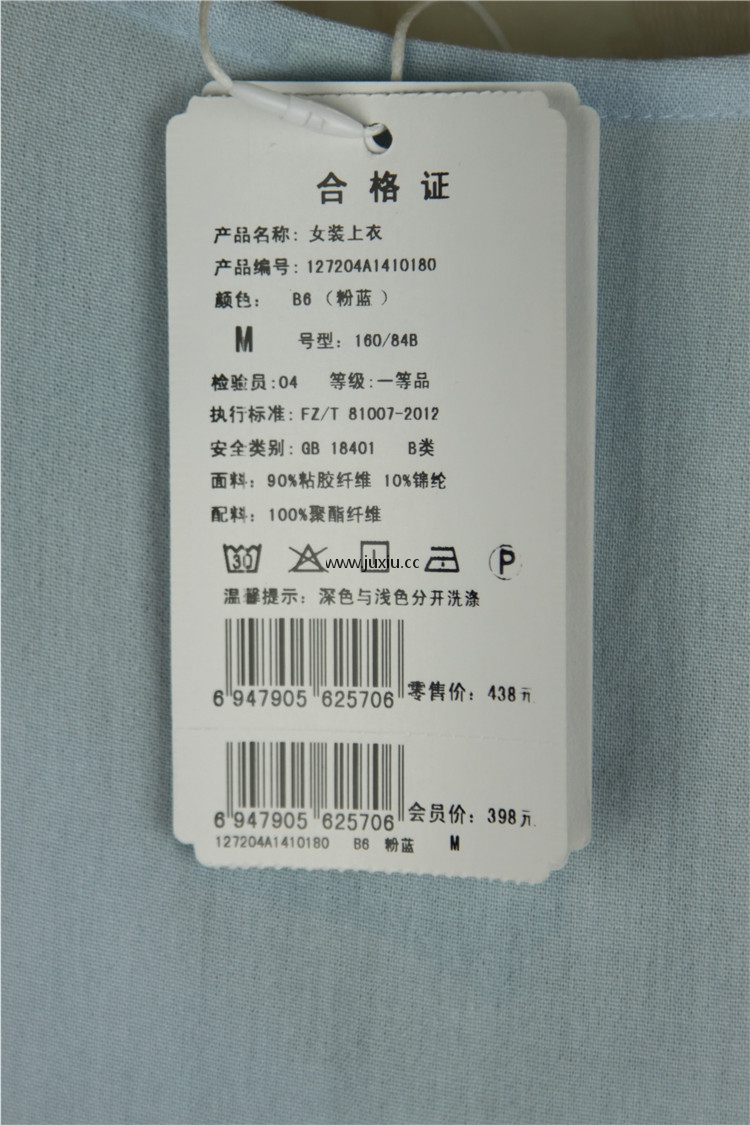 合格证
产品名称: 女装上衣
产品编号: 127204A1410180
颜色: B6（粉蓝）
M 号型: 160/84B
检验员:04 等级:一等品
执行标准: FZ/T 81007-2012
安全类别: GB 18401 B类
面料: 90%粘胶纤维 10%锦纶
配料: 100%聚酯纤维
30 www.juxiu.cc P
温馨提示: 深色与浅色分开洗涤
6 947905 625706 零售价: 438元
6 947905 625706 会员价: 398元
127204A1410180 B6 粉蓝 M